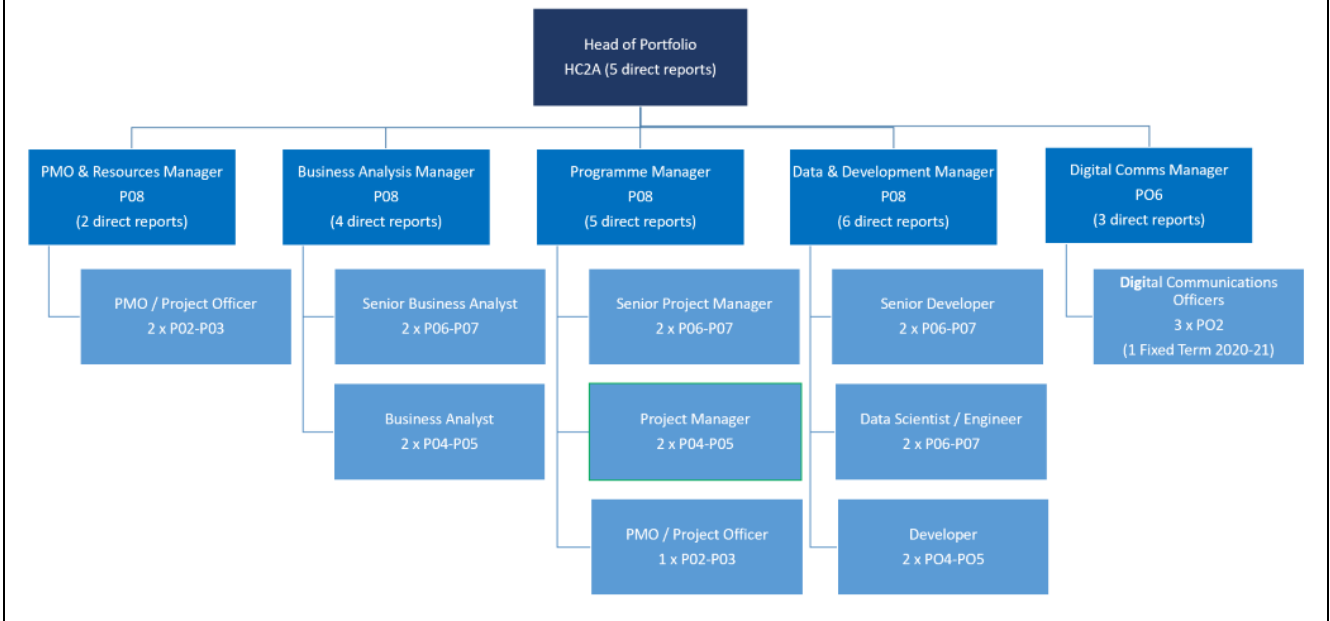 Head of Portfolio
HC2A (5 direct reports)
PMO & Resources Manager
P08
(2 direct reports)
Business Analysis Manager
P08
(4 direct reports)
Programme Manager
P08
(5 direct reports)
Data & Development Manager
P08
(6 direct reports)
Digital Comms Manager
PO6
(3 direct reports)
PMO / Project Officer
2 x P02-P03
Senior Business Analyst
2 x P06-P07
Senior Project Manager
2 x P06-P07
Senior Developer
2 x P06-P07
Digital Communications
Officers
3 x PO2
(1 Fixed Term 2020-21)
Business Analyst
2 x P04-P05
Project Manager
2 x P04-P05
Data Scientist / Engineer
2 x P06-P07
PMO / Project Officer
1 x P02-P03
Developer
2 x PO4-PO5